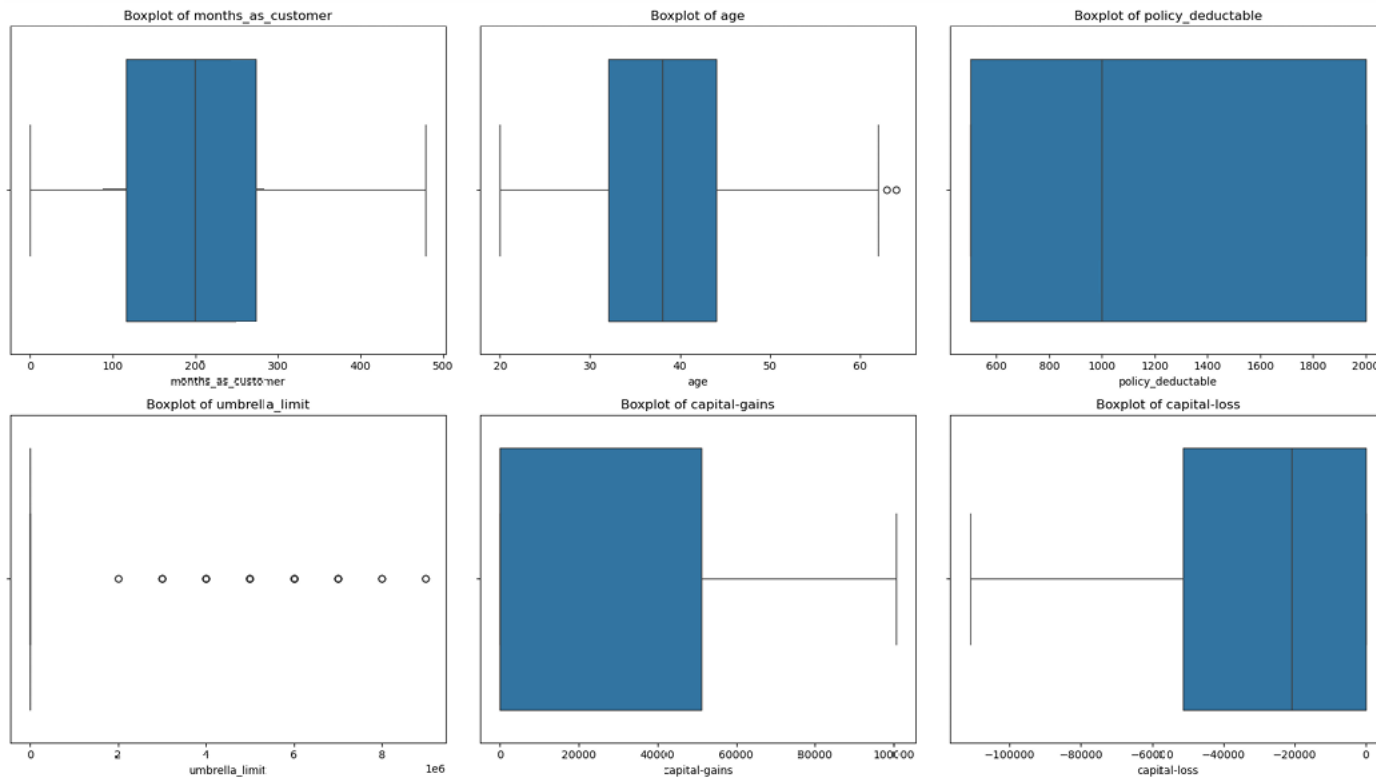 Boxplot of months_as_customer
0 100 200 300 400 500
months_as_customer
Boxplot of age
20 30 40 50 60
age
Boxplot of policy_deductable
600 800 1000 1200 1400 1600 1800 2000
policy_deductable
Boxplot of umbrella_limit
0 2 4 6 8
1e6
umbrella_limit
Boxplot of capital-gains
0 20000 40000 60000 80000 100000
capital-gains
Boxplot of capital-loss
−100000 −80000 −60000 −40000 −20000 0
capital-loss